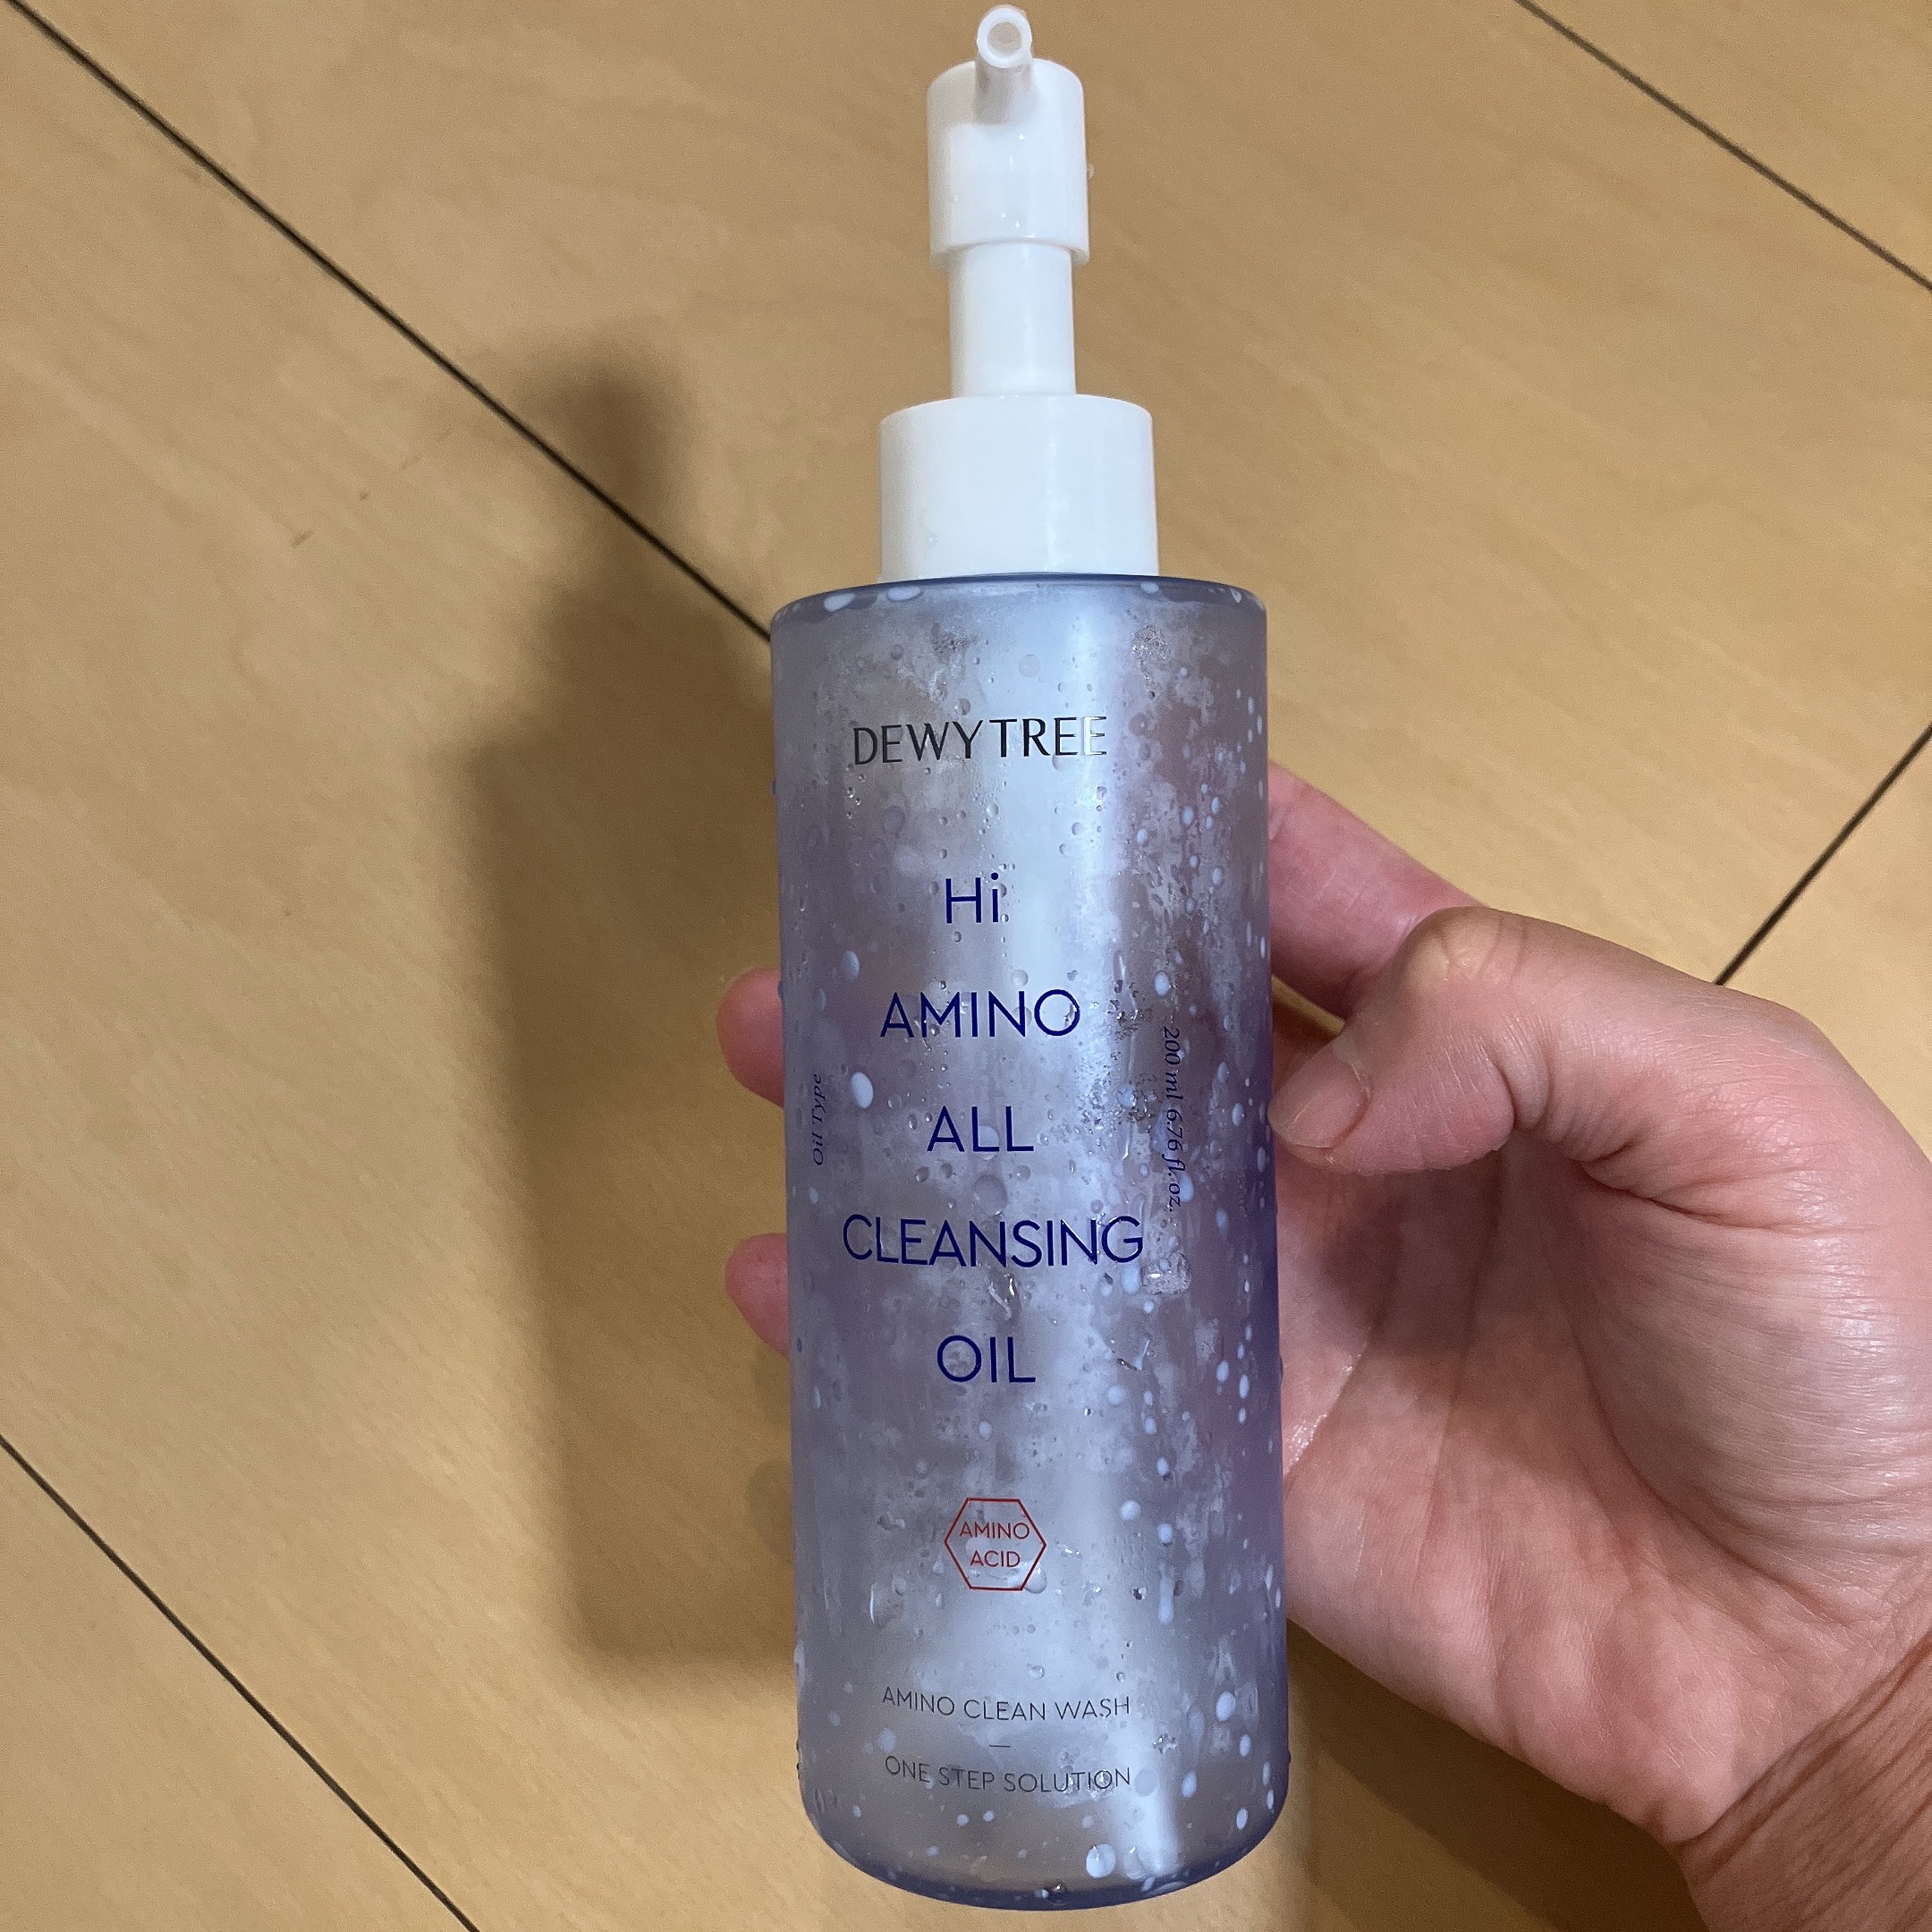 DEWYTREE
Hi
AMINO
ALL
CLEANSING
OIL
Oil Type
200 ml 6.76 fl. oz.
AMINO
ACID
AMINO CLEAN WASH
—
ONE STEP SOLUTION